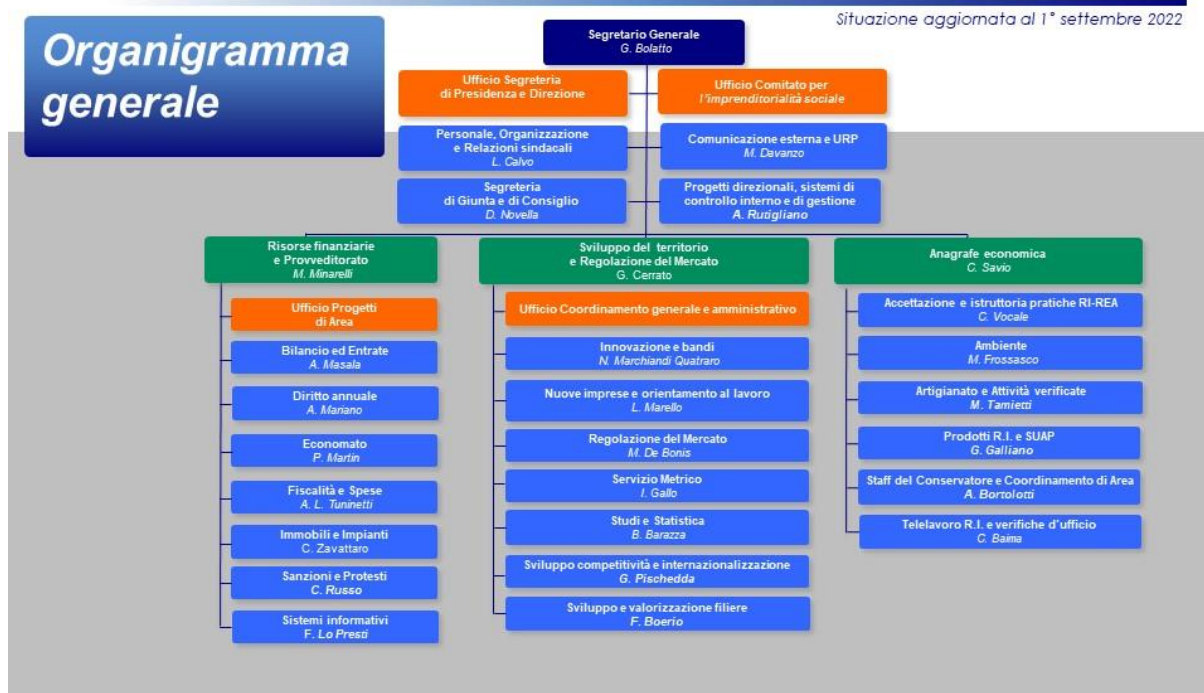 Situazione aggiornata al 1° settembre 2022
Organigramma
generale
Segretario Generale
G. Bolatto
Ufficio Segreteria
di Presidenza e Direzione
Ufficio Comitato per
l'imprenditorialità sociale
Personale, Organizzazione
e Relazioni sindacali
L. Calvo
Comunicazione esterna e URP
M. Davanzo
Segreteria
di Giunta e di Consiglio
D. Novella
Progetti direzionali, sistemi di
controllo interno e di gestione
A. Rutigliano
Risorse finanziarie
e Provveditorato
M. Minarelli
Ufficio Progetti
di Area
Bilancio ed Entrate
A. Masala
Diritto annuale
A. Mariano
Economato
P. Martin
Fiscalità e Spese
A. L. Tuninetti
Immobili e Impianti
C. Zavattaro
Sanzioni e Protesti
C. Russo
Sistemi informativi
F. Lo Presti
Sviluppo del territorio
e Regolazione del Mercato
G. Cerrato
Ufficio Coordinamento generale e amministrativo
Innovazione e bandi
N. Marchiandi Quatraro
Nuove imprese e orientamento al lavoro
L. Marello
Regolazione del Mercato
M. De Bonis
Servizio Metrico
I. Gallo
Studi e Statistica
B. Barazza
Sviluppo competitività e internazionalizzazione
G. Pischedda
Sviluppo e valorizzazione filiere
F. Boerio
Anagrafe economica
C. Savio
Accettazione e istruttoria pratiche RI-REA
C. Vocale
Ambiente
M. Frossasco
Artigianato e Attività verificate
M. Tamietti
Prodotti R.I. e SUAP
G. Galliano
Staff del Conservatore e Coordinamento di Area
A. Bortolotti
Telelavoro R.I. e verifiche d'ufficio
C. Baima